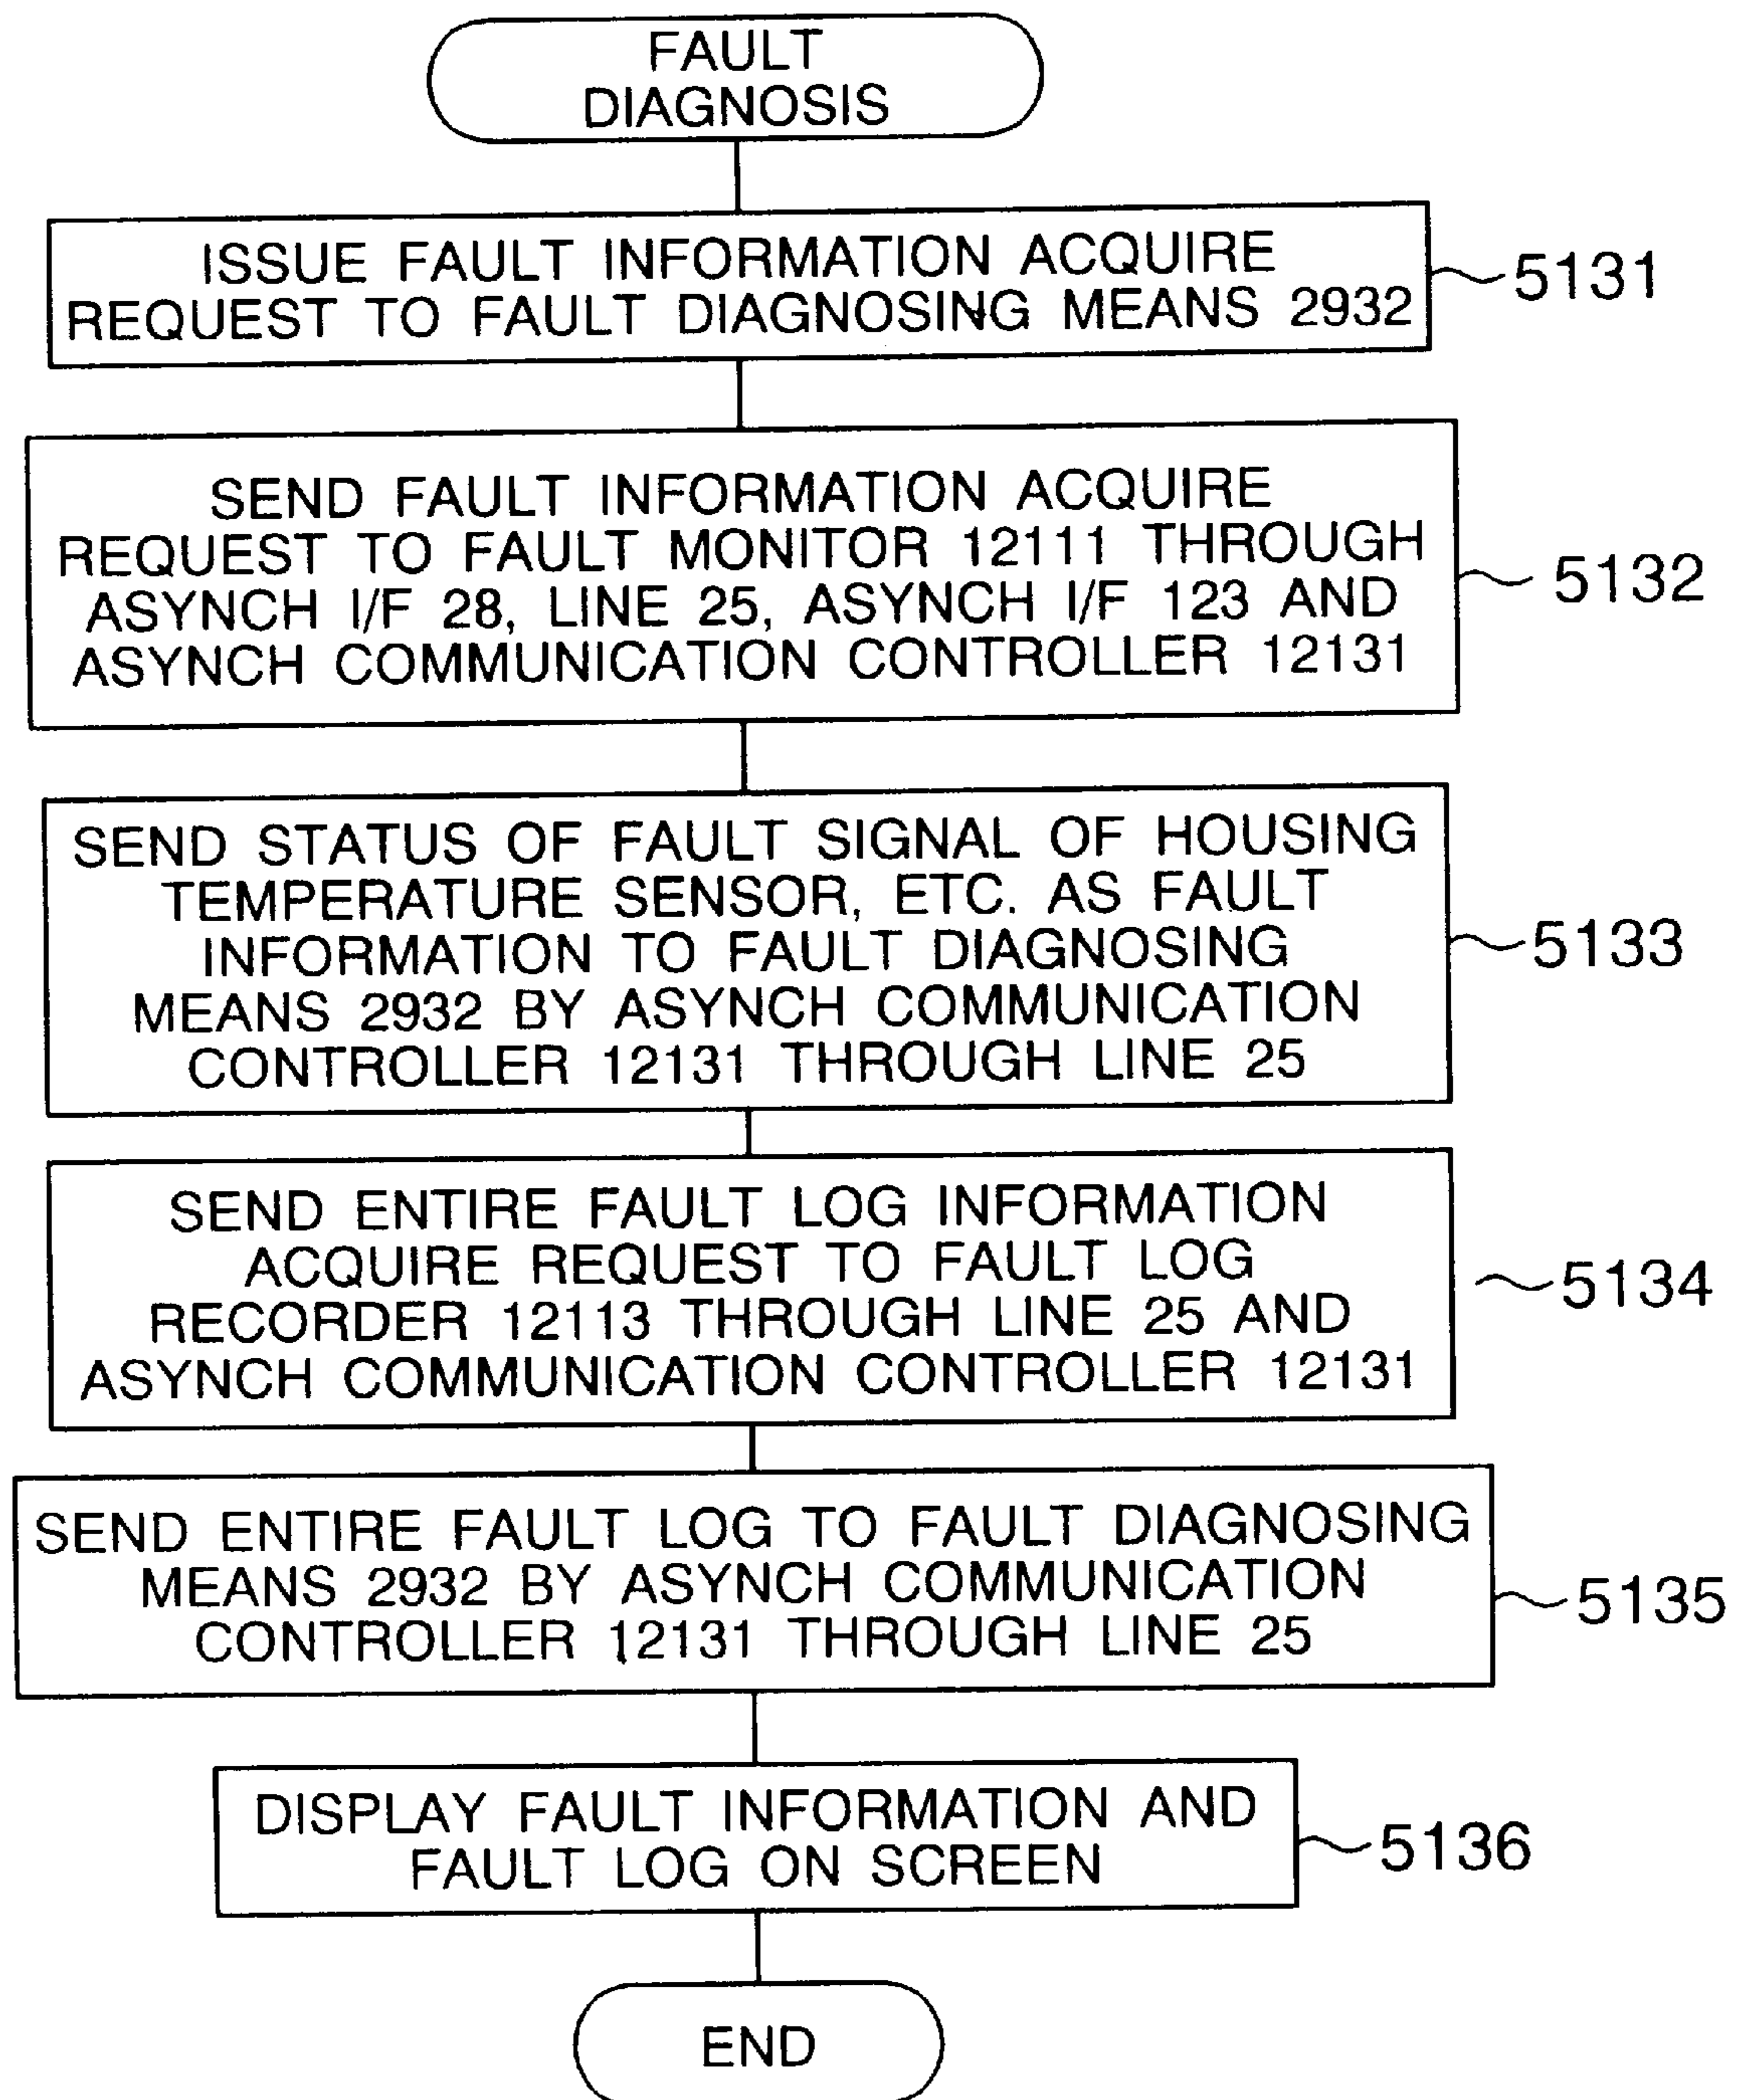 FAULT
DIAGNOSIS
ISSUE FAULT INFORMATION ACQUIRE
REQUEST TO FAULT DIAGNOSING MEANS 2932
5131
SEND FAULT INFORMATION ACQUIRE
REQUEST TO FAULT MONITOR 12111 THROUGH
ASYNCH I/F 28, LINE 25, ASYNCH I/F 123 AND
ASYNCH COMMUNICATION CONTROLLER 12131
5132
SEND STATUS OF FAULT SIGNAL OF HOUSING
TEMPERATURE SENSOR, ETC. AS FAULT
INFORMATION TO FAULT DIAGNOSING
MEANS 2932 BY ASYNCH COMMUNICATION
CONTROLLER 12131 THROUGH LINE 25
5133
SEND ENTIRE FAULT LOG INFORMATION
ACQUIRE REQUEST TO FAULT LOG
RECORDER 12113 THROUGH LINE 25 AND
ASYNCH COMMUNICATION CONTROLLER 12131
5134
SEND ENTIRE FAULT LOG TO FAULT DIAGNOSING
MEANS 2932 BY ASYNCH COMMUNICATION
CONTROLLER 12131 THROUGH LINE 25
5135
DISPLAY FAULT INFORMATION AND
FAULT LOG ON SCREEN
5136
END